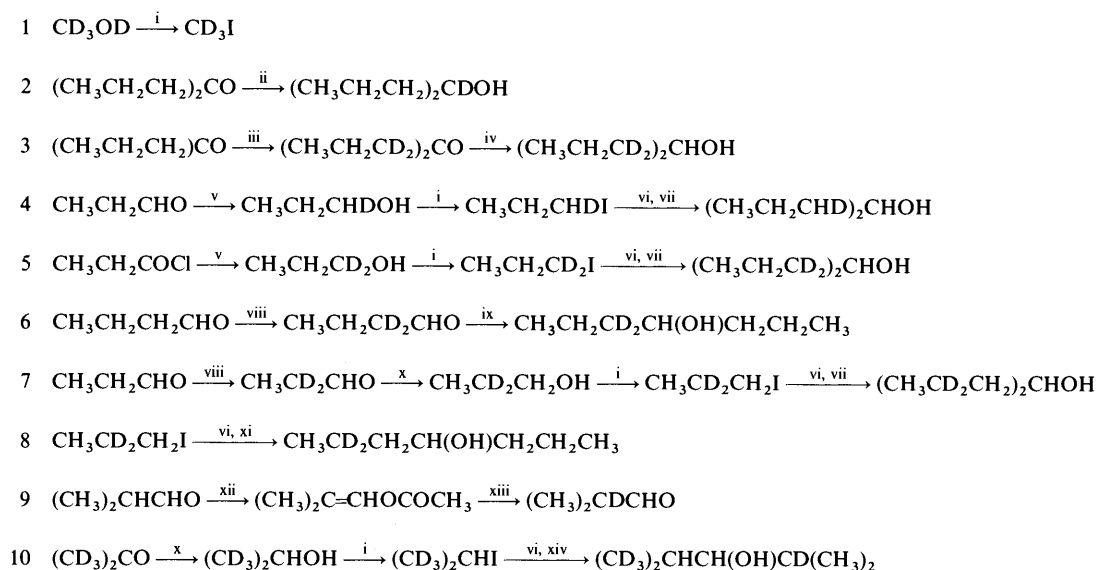 1 CD₃OD —i→ CD₃I
2 (CH₃CH₂CH₂)₂CO —ii→ (CH₃CH₂CH₂)₂CDOH
3 (CH₃CH₂CH₂)CO —iii→ (CH₃CH₂CD₂)₂CO —iv→ (CH₃CH₂CD₂)₂CHOH
4 CH₃CH₂CHO —v→ CH₃CH₂CHDOH —i→ CH₃CH₂CHDI —vi, vii→ (CH₃CH₂CHD)₂CHOH
5 CH₃CH₂COCl —v→ CH₃CH₂CD₂OH —i→ CH₃CH₂CD₂I —vi, vii→ (CH₃CH₂CD₂)₂CHOH
6 CH₃CH₂CH₂CHO —viii→ CH₃CH₂CD₂CHO —ix→ CH₃CH₂CD₂CH(OH)CH₂CH₂CH₃
7 CH₃CH₂CHO —viii→ CH₃CD₂CHO —x→ CH₃CD₂CH₂OH —i→ CH₃CD₂CH₂I —vi, vii→ (CH₃CD₂CH₂)₂CHOH
8 CH₃CD₂CH₂I —vi, xi→ CH₃CD₂CH₂CH(OH)CH₂CH₂CH₃
9 (CH₃)₂CHCHO —xii→ (CH₃)₂C=CHOCOCH₃ —xiii→ (CH₃)₂CDCHO
10 (CD₃)₂CO —x→ (CD₃)₂CHOH —i→ (CD₃)₂CHI —vi, xiv→ (CD₃)₂CHCH(OH)CD(CH₃)₂